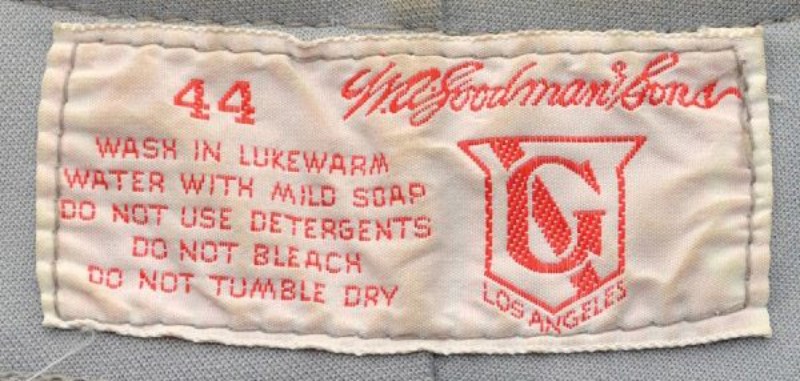 44
W.A. Goodman & Sons
WASH IN LUKEWARM
WATER WITH MILD SOAP
DO NOT USE DETERGENTS
DO NOT BLEACH
DO NOT TUMBLE DRY
G
LOS ANGELES